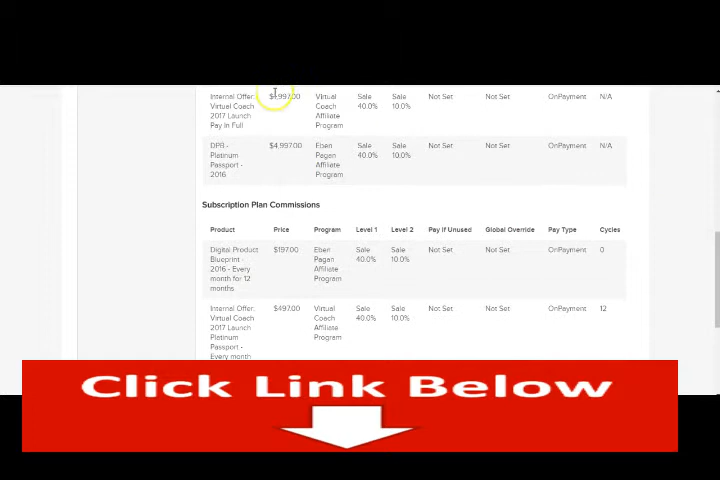 Internal Offer: $1,997.00 Virtual Sale Sale Not Set Not Set OnPayment N/A
Virtual Coach Coach 40.0% 10.0%
2017 Launch Affiliate
Pay In Full Program
DPB - $4,997.00 Eben Sale Sale Not Set Not Set OnPayment N/A
Platinum Pagan 40.0% 10.0%
Passport - Affiliate
2016 Program
Subscription Plan Commissions
Product Price Program Level 1 Level 2 Pay If Unused Global Override Pay Type Cycles
Digital Product $197.00 Eben Sale Sale Not Set Not Set OnPayment 0
Blueprint - Pagan 40.0% 10.0%
2016 - Every Affiliate
month for 12 Program
months
Internal Offer: $497.00 Virtual Sale Sale Not Set Not Set OnPayment 12
Virtual Coach Coach 40.0% 10.0%
2017 Launch Affiliate
Platinum Program
Passport -
Every month
Click Link Below